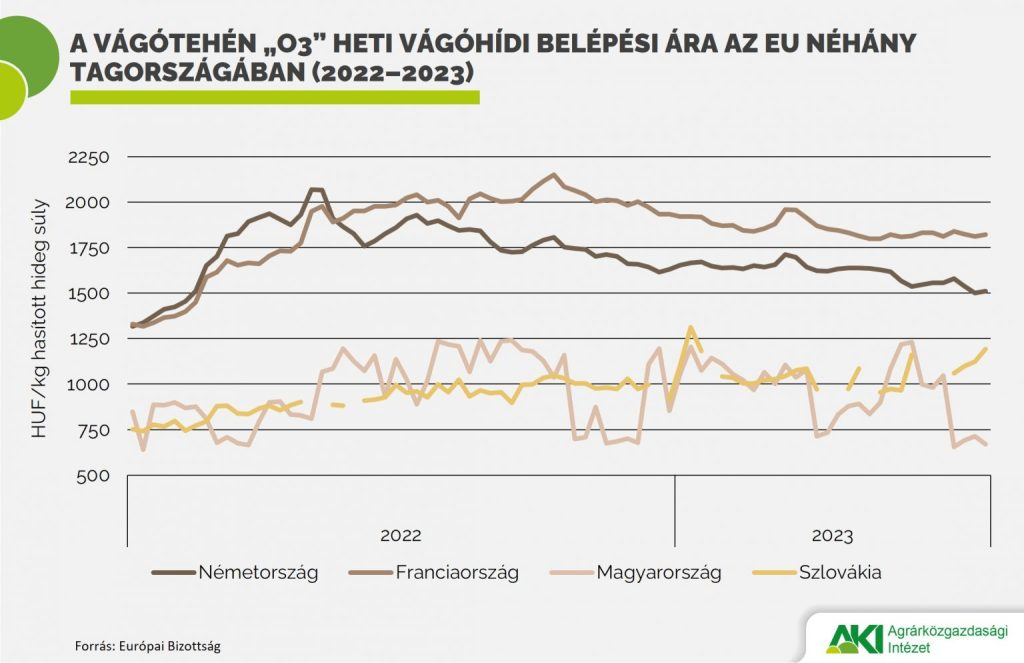 A VÁGÓTEHÉN „O3” HETI VÁGÓHÍDI BELÉPÉSI ÁRA AZ EU NÉHÁNY
TAGORSZÁGÁBAN (2022–2023)
HUF/kg hasított hideg súly
2250
2000
1750
1500
1250
1000
750
500
2022
2023
Németország
Franciaország
Magyarország
Szlovákia
Forrás: Európai Bizottság
AKI
Agrárközgazdasági
Intézet